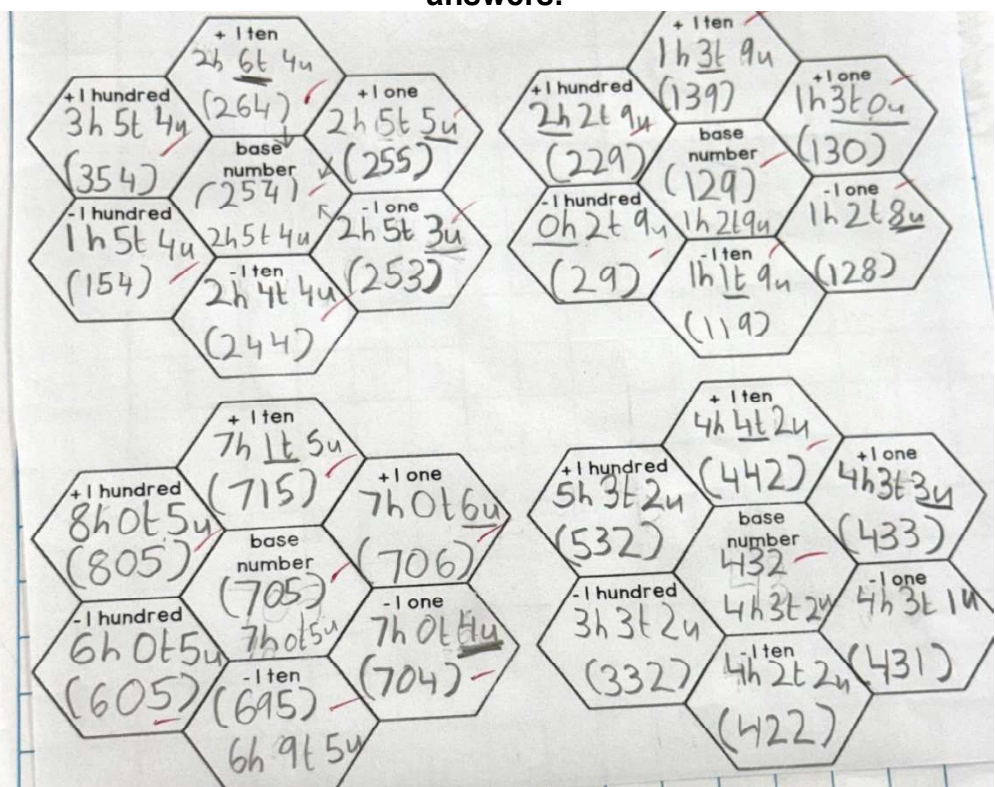 answers.
+ 1 ten
2h 6t 4u
(264)
+ 1 hundred
3h 5t 4u
(354)
+ 1 one
2h 5t 5u
(255)
base
number
(254)
2h 5t 4u
- 1 hundred
1h 5t 4u
(154)
- 1 one
2h 5t 3u
(253)
- 1 ten
2h 4t 4u
(244)
+ 1 ten
1h 3t 9u
(139)
+ 1 hundred
2h 2t 9u
(229)
+ 1 one
1h 3t 0u
(130)
base
number
(129)
1h 2t 9u
- 1 hundred
0h 2t 9u
(29)
- 1 one
1h 2t 8u
(128)
- 1 ten
1h 1t 9u
(119)
+ 1 ten
7h 1t 5u
(715)
+ 1 hundred
8h 0t 5u
(805)
+ 1 one
7h 0t 6u
(706)
base
number
(705)
7h 0t 5u
- 1 hundred
6h 0t 5u
(605)
- 1 one
7h 0t 4u
(704)
- 1 ten
(695)
6h 9t 5u
+ 1 ten
4h 4t 2u
(442)
+ 1 hundred
5h 3t 2u
(532)
+ 1 one
4h 3t 3u
(433)
base
number
432
4h 3t 2u
- 1 hundred
3h 3t 2u
(332)
- 1 one
4h 3t 1u
(431)
- 1 ten
4h 2t 2u
(422)